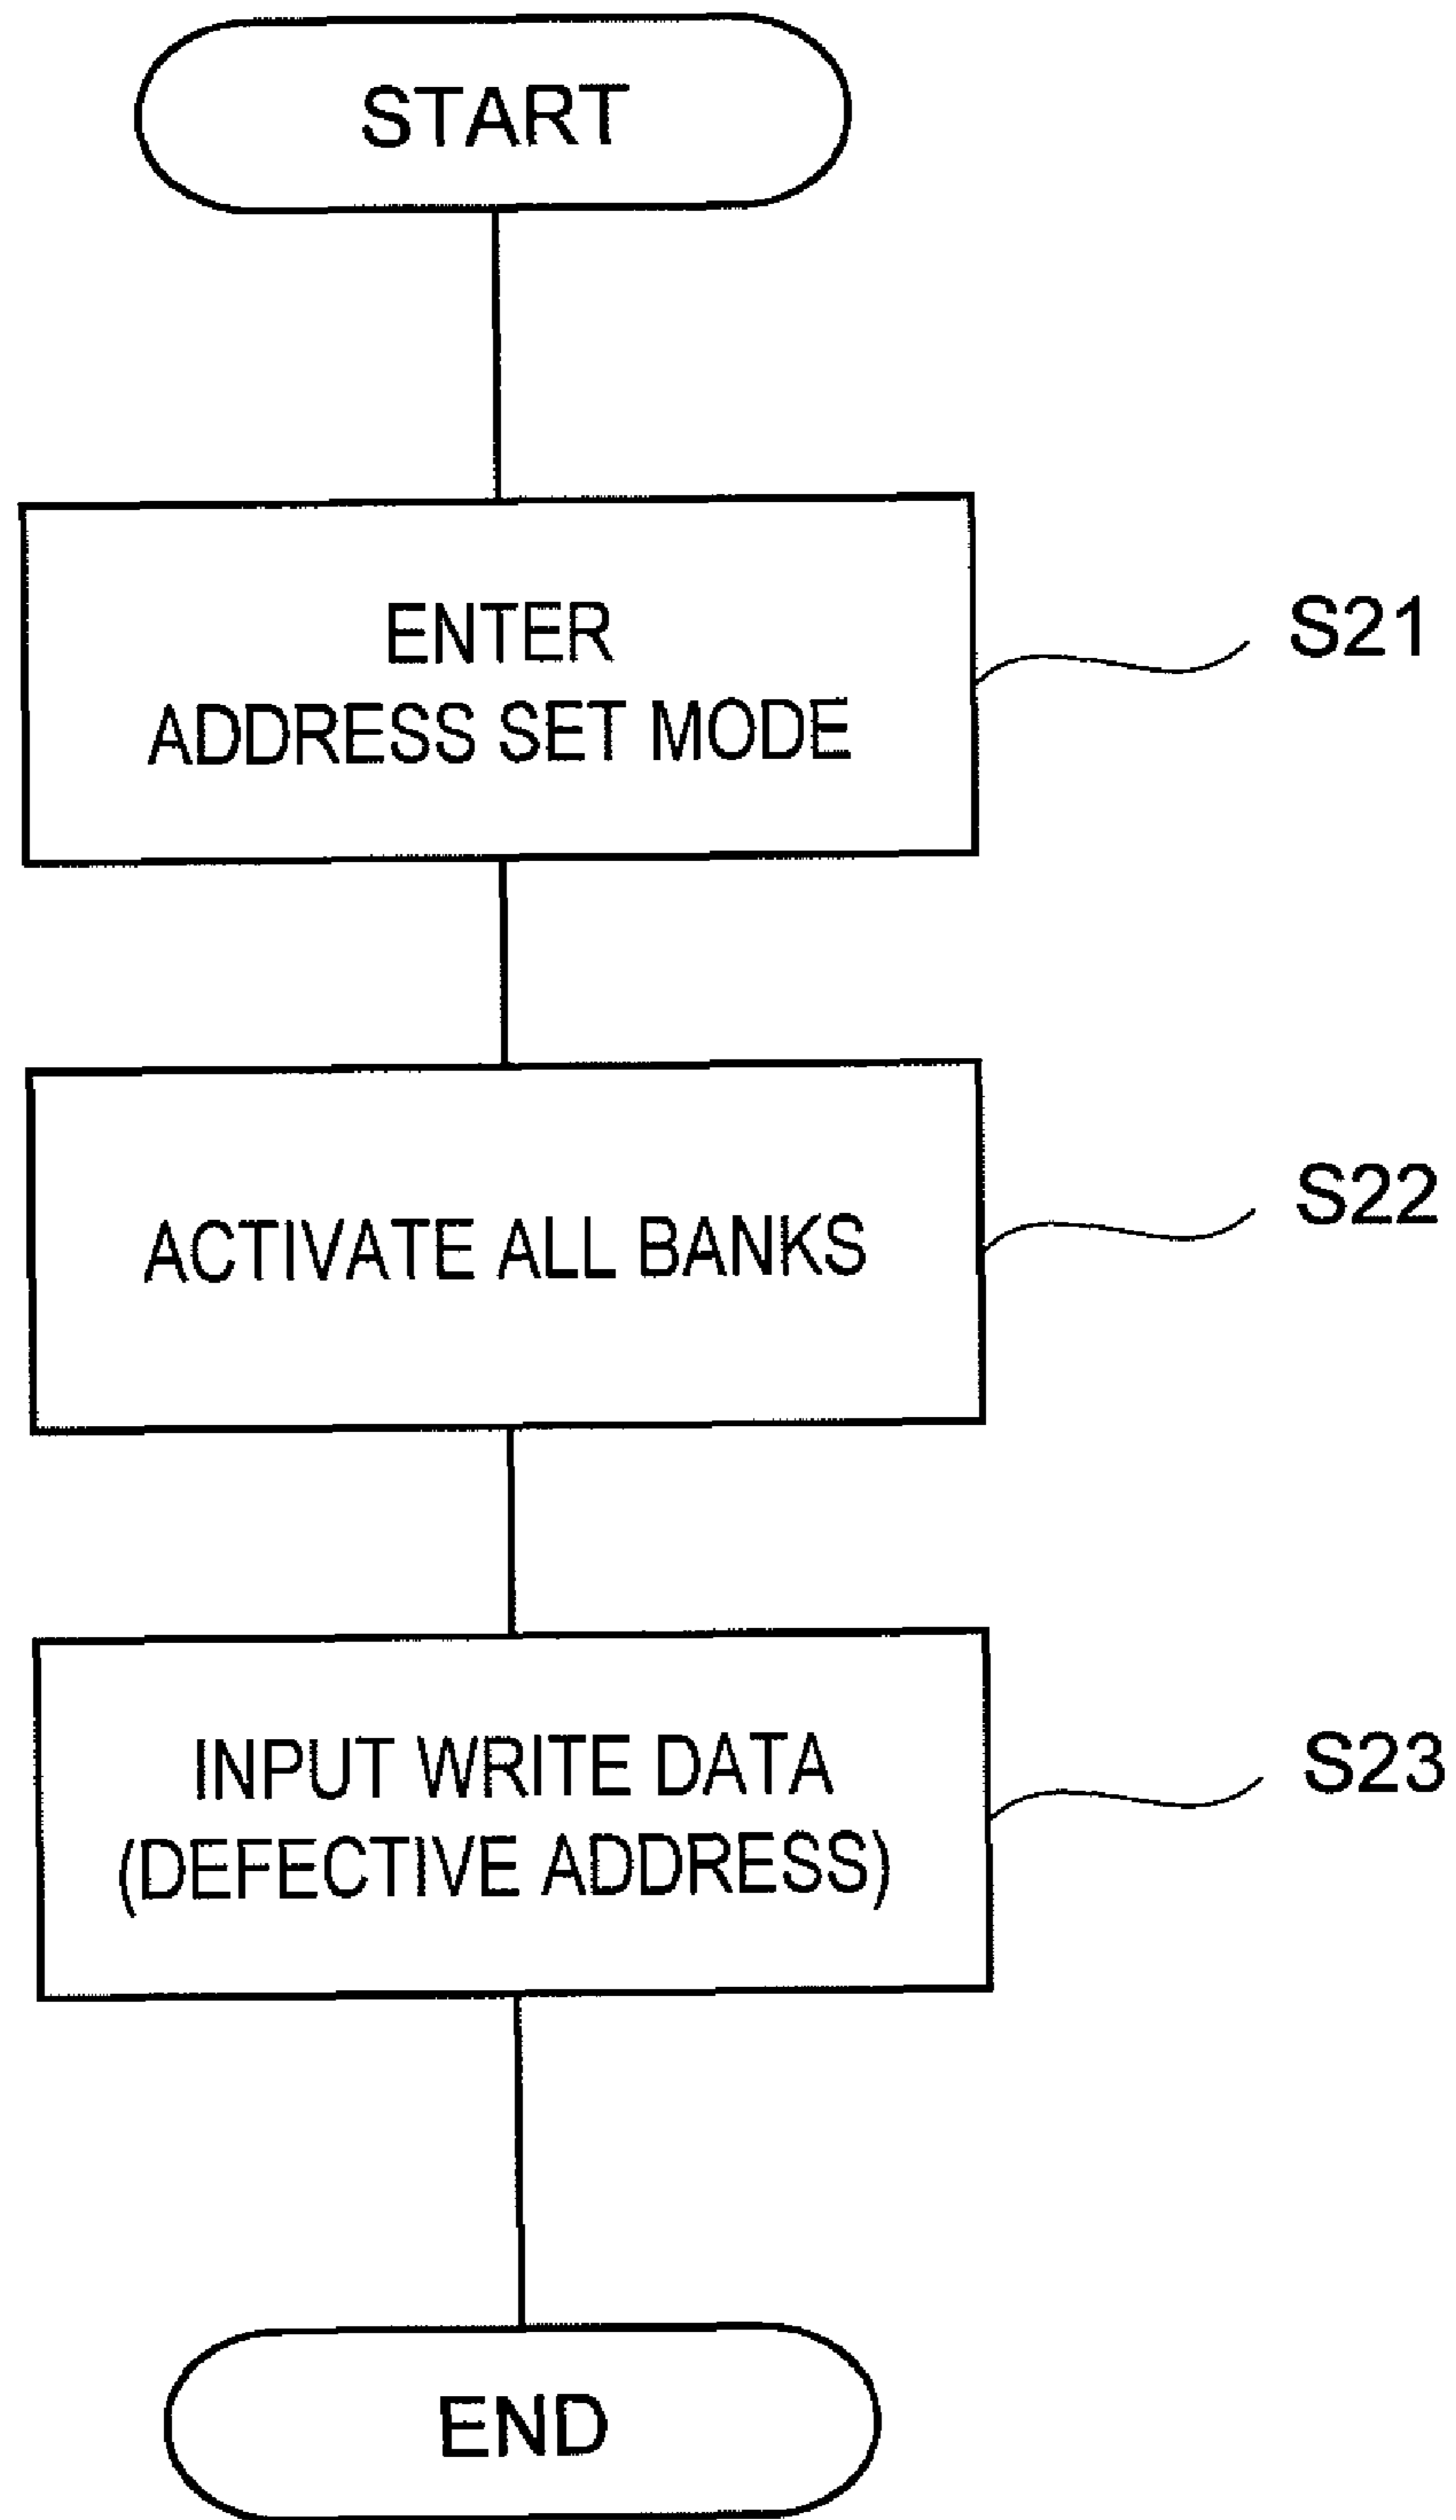 START
ENTER
ADDRESS SET MODE
S21
ACTIVATE ALL BANKS
S22
INPUT WRITE DATA
(DEFECTIVE ADDRESS)
S23
END